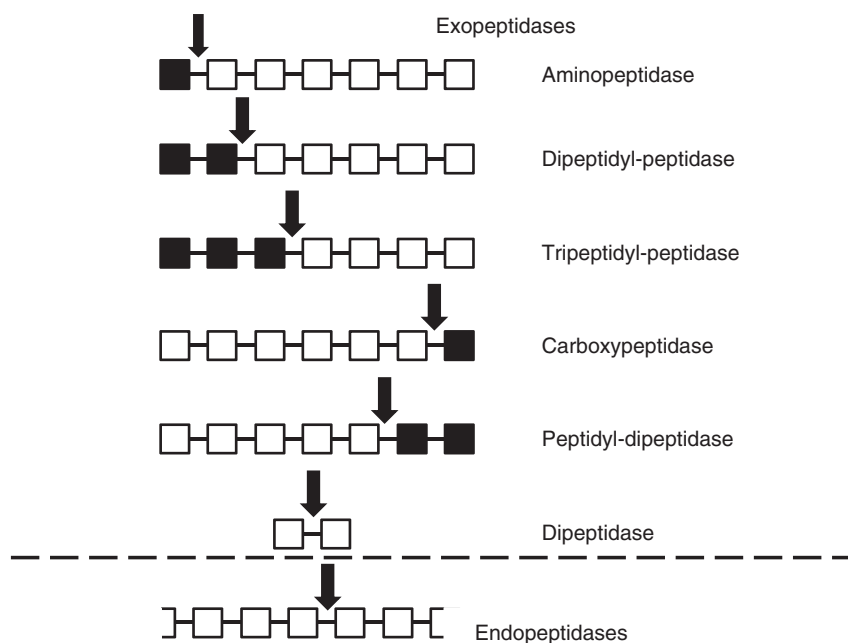 Exopeptidases
Aminopeptidase
Dipeptidyl-peptidase
Tripeptidyl-peptidase
Carboxypeptidase
Peptidyl-dipeptidase
Dipeptidase
Endopeptidases